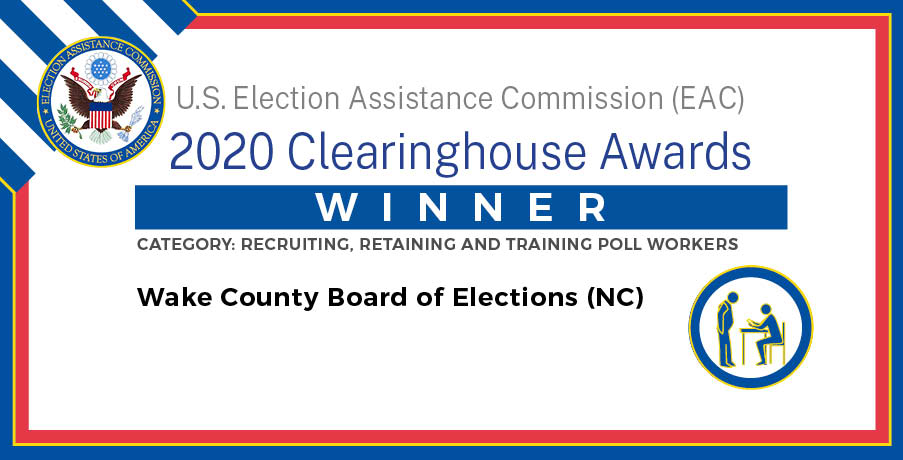 ELECTION ASSISTANCE COMMISSION
UNITED STATES OF AMERICA
U.S. Election Assistance Commission (EAC)
2020 Clearinghouse Awards
WINNER
CATEGORY: RECRUITING, RETAINING AND TRAINING POLL WORKERS
Wake County Board of Elections (NC)